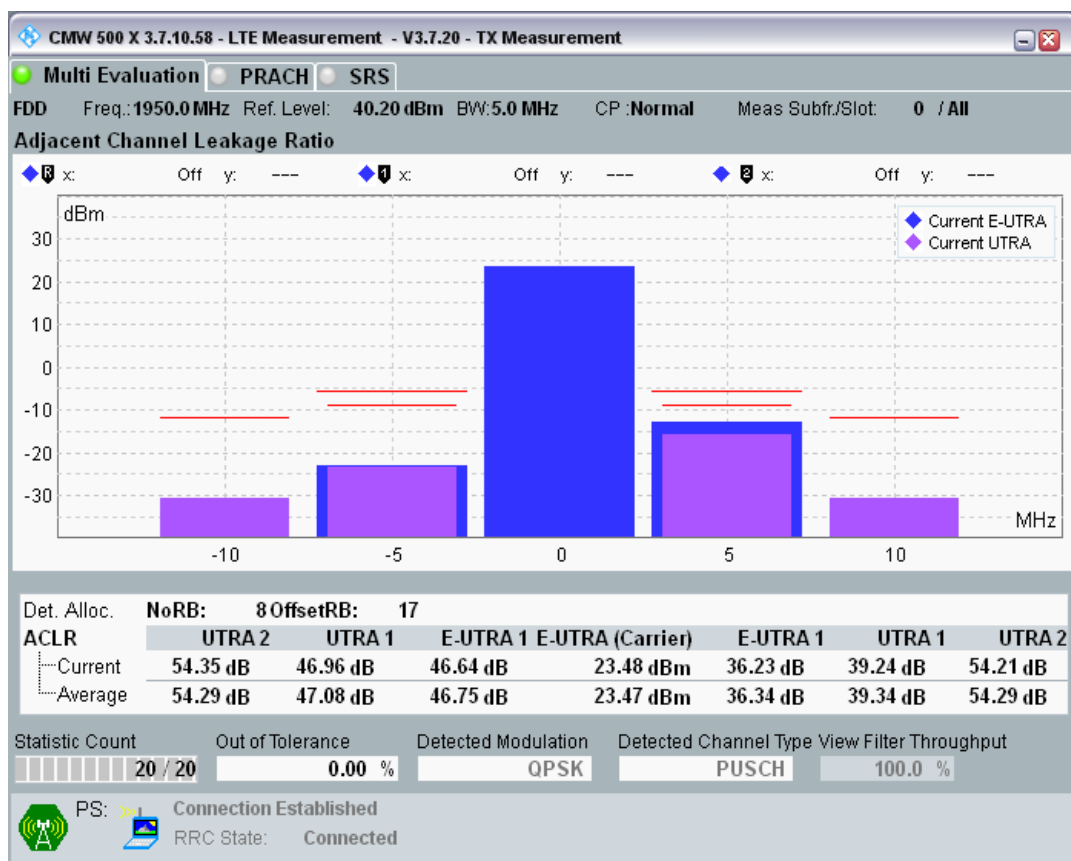 CMW 500 X 3.7.10.58 - LTE Measurement - V3.7.20 - TX Measurement
Multi Evaluation PRACH SRS
FDD Freq.: 1950.0 MHz Ref. Level: 40.20 dBm BW: 5.0 MHz CP : Normal Meas Subfr./Slot: 0 / All
Adjacent Channel Leakage Ratio
R x: Off y: --- 1 x: Off y: --- 2 x: Off y: ---
dBm
Current E-UTRA
Current UTRA
30
20
10
0
-10
-20
-30
MHz
-10 -5 0 5 10
Det. Alloc. NoRB: 8 OffsetRB: 17
ACLR UTRA 2 UTRA 1 E-UTRA 1 E-UTRA (Carrier) E-UTRA 1 UTRA 1 UTRA 2
Current 54.35 dB 46.96 dB 46.64 dB 23.48 dBm 36.23 dB 39.24 dB 54.21 dB
Average 54.29 dB 47.08 dB 46.75 dB 23.47 dBm 36.34 dB 39.34 dB 54.29 dB
Statistic Count Out of Tolerance Detected Modulation Detected Channel Type View Filter Throughput
20 / 20 0.00 % QPSK PUSCH 100.0 %
PS: Connection Established
RRC State: Connected